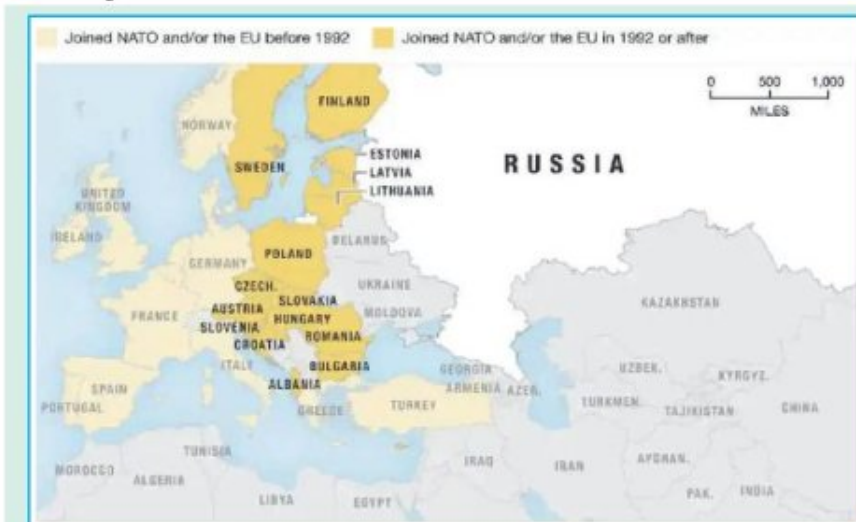 Joined NATO and/or the EU before 1992
Joined NATO and/or the EU in 1992 or after
0 500 1,000
MILES
FINLAND
NORWAY
SWEDEN
ESTONIA
LATVIA
LITHUANIA
RUSSIA
UNITED
KINGDOM
IRELAND
BELARUS
GERMANY
POLAND
UKRAINE
CZECH.
SLOVAKIA
AUSTRIA
HUNGARY
MOLDOVA
KAZAKHSTAN
FRANCE
SLOVENIA
ROMANIA
CROATIA
ITALY
BULGARIA
GEORGIA
UZBEK.
KYRGYZ.
SPAIN
ALBANIA
ARMENIA
AZER.
PORTUGAL
GREECE
TURKEY
TURKMEN.
TAJIKISTAN
CHINA
TUNISIA
MOROCCO
ALGERIA
IRAQ
IRAN
AFGHAN.
LIBYA
EGYPT
PAK.
INDIA